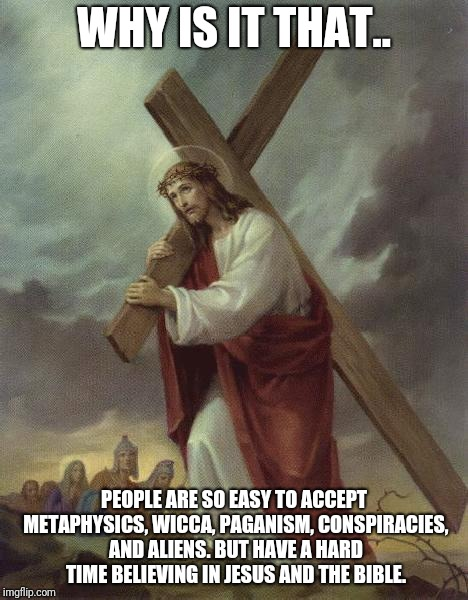 WHY IS IT THAT..
PEOPLE ARE SO EASY TO ACCEPT
METAPHYSICS, WICCA, PAGANISM, CONSPIRACIES,
AND ALIENS. BUT HAVE A HARD
TIME BELIEVING IN JESUS AND THE BIBLE.
imgflip.com